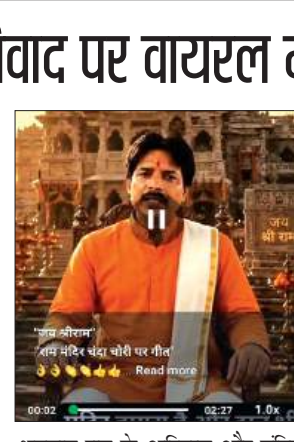 वाद पर वायरल
जय
श्री राम
"जय श्रीराम"
"राम मंदिर चंदा चोरी पर गीत"
👌👌👏👏👍👍... Read more
00:02 02:27 1.0x